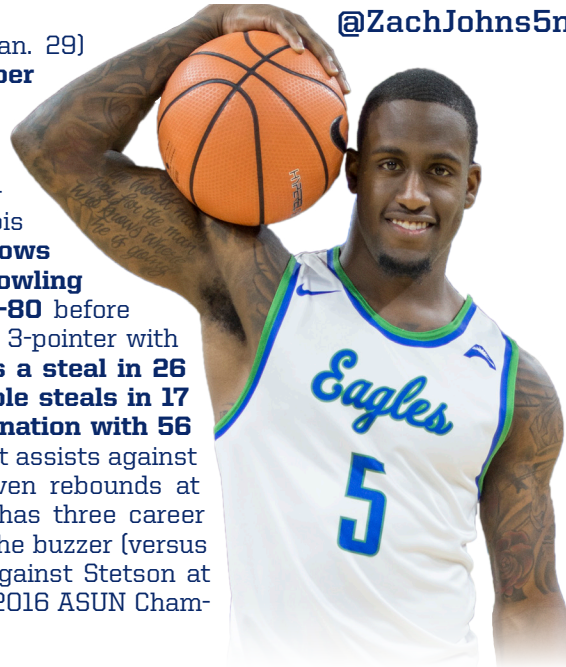 @ZachJohns5n
an. 29)
ber
ois
ows
owling
-80 before
3-pointer with
s a steal in 26
ple steals in 17
nation with 56
t assists against
ven rebounds at
has three career
he buzzer (versus
gainst Stetson at
2016 ASUN Cham-
Eagles
5